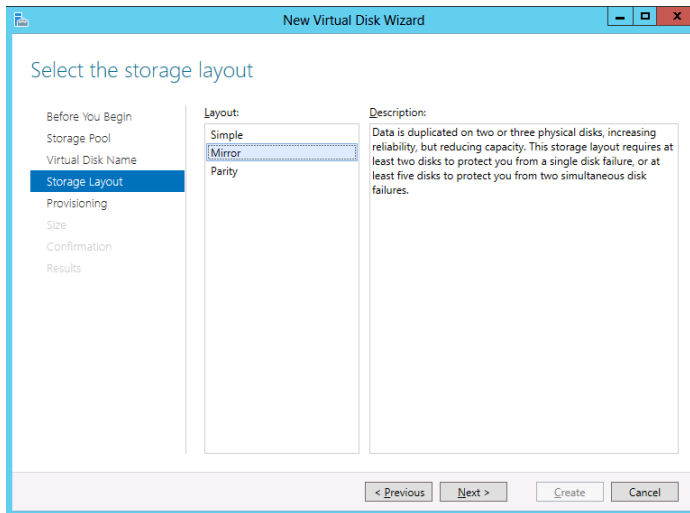 New Virtual Disk Wizard
Select the storage layout
Before You Begin
Storage Pool
Virtual Disk Name
Storage Layout
Provisioning
Size
Confirmation
Results
Layout:
Simple
Mirror
Parity
Description:
Data is duplicated on two or three physical disks, increasing
reliability, but reducing capacity. This storage layout requires at
least two disks to protect you from a single disk failure, or at
least five disks to protect you from two simultaneous disk
failures.
< Previous
Next >
Create
Cancel